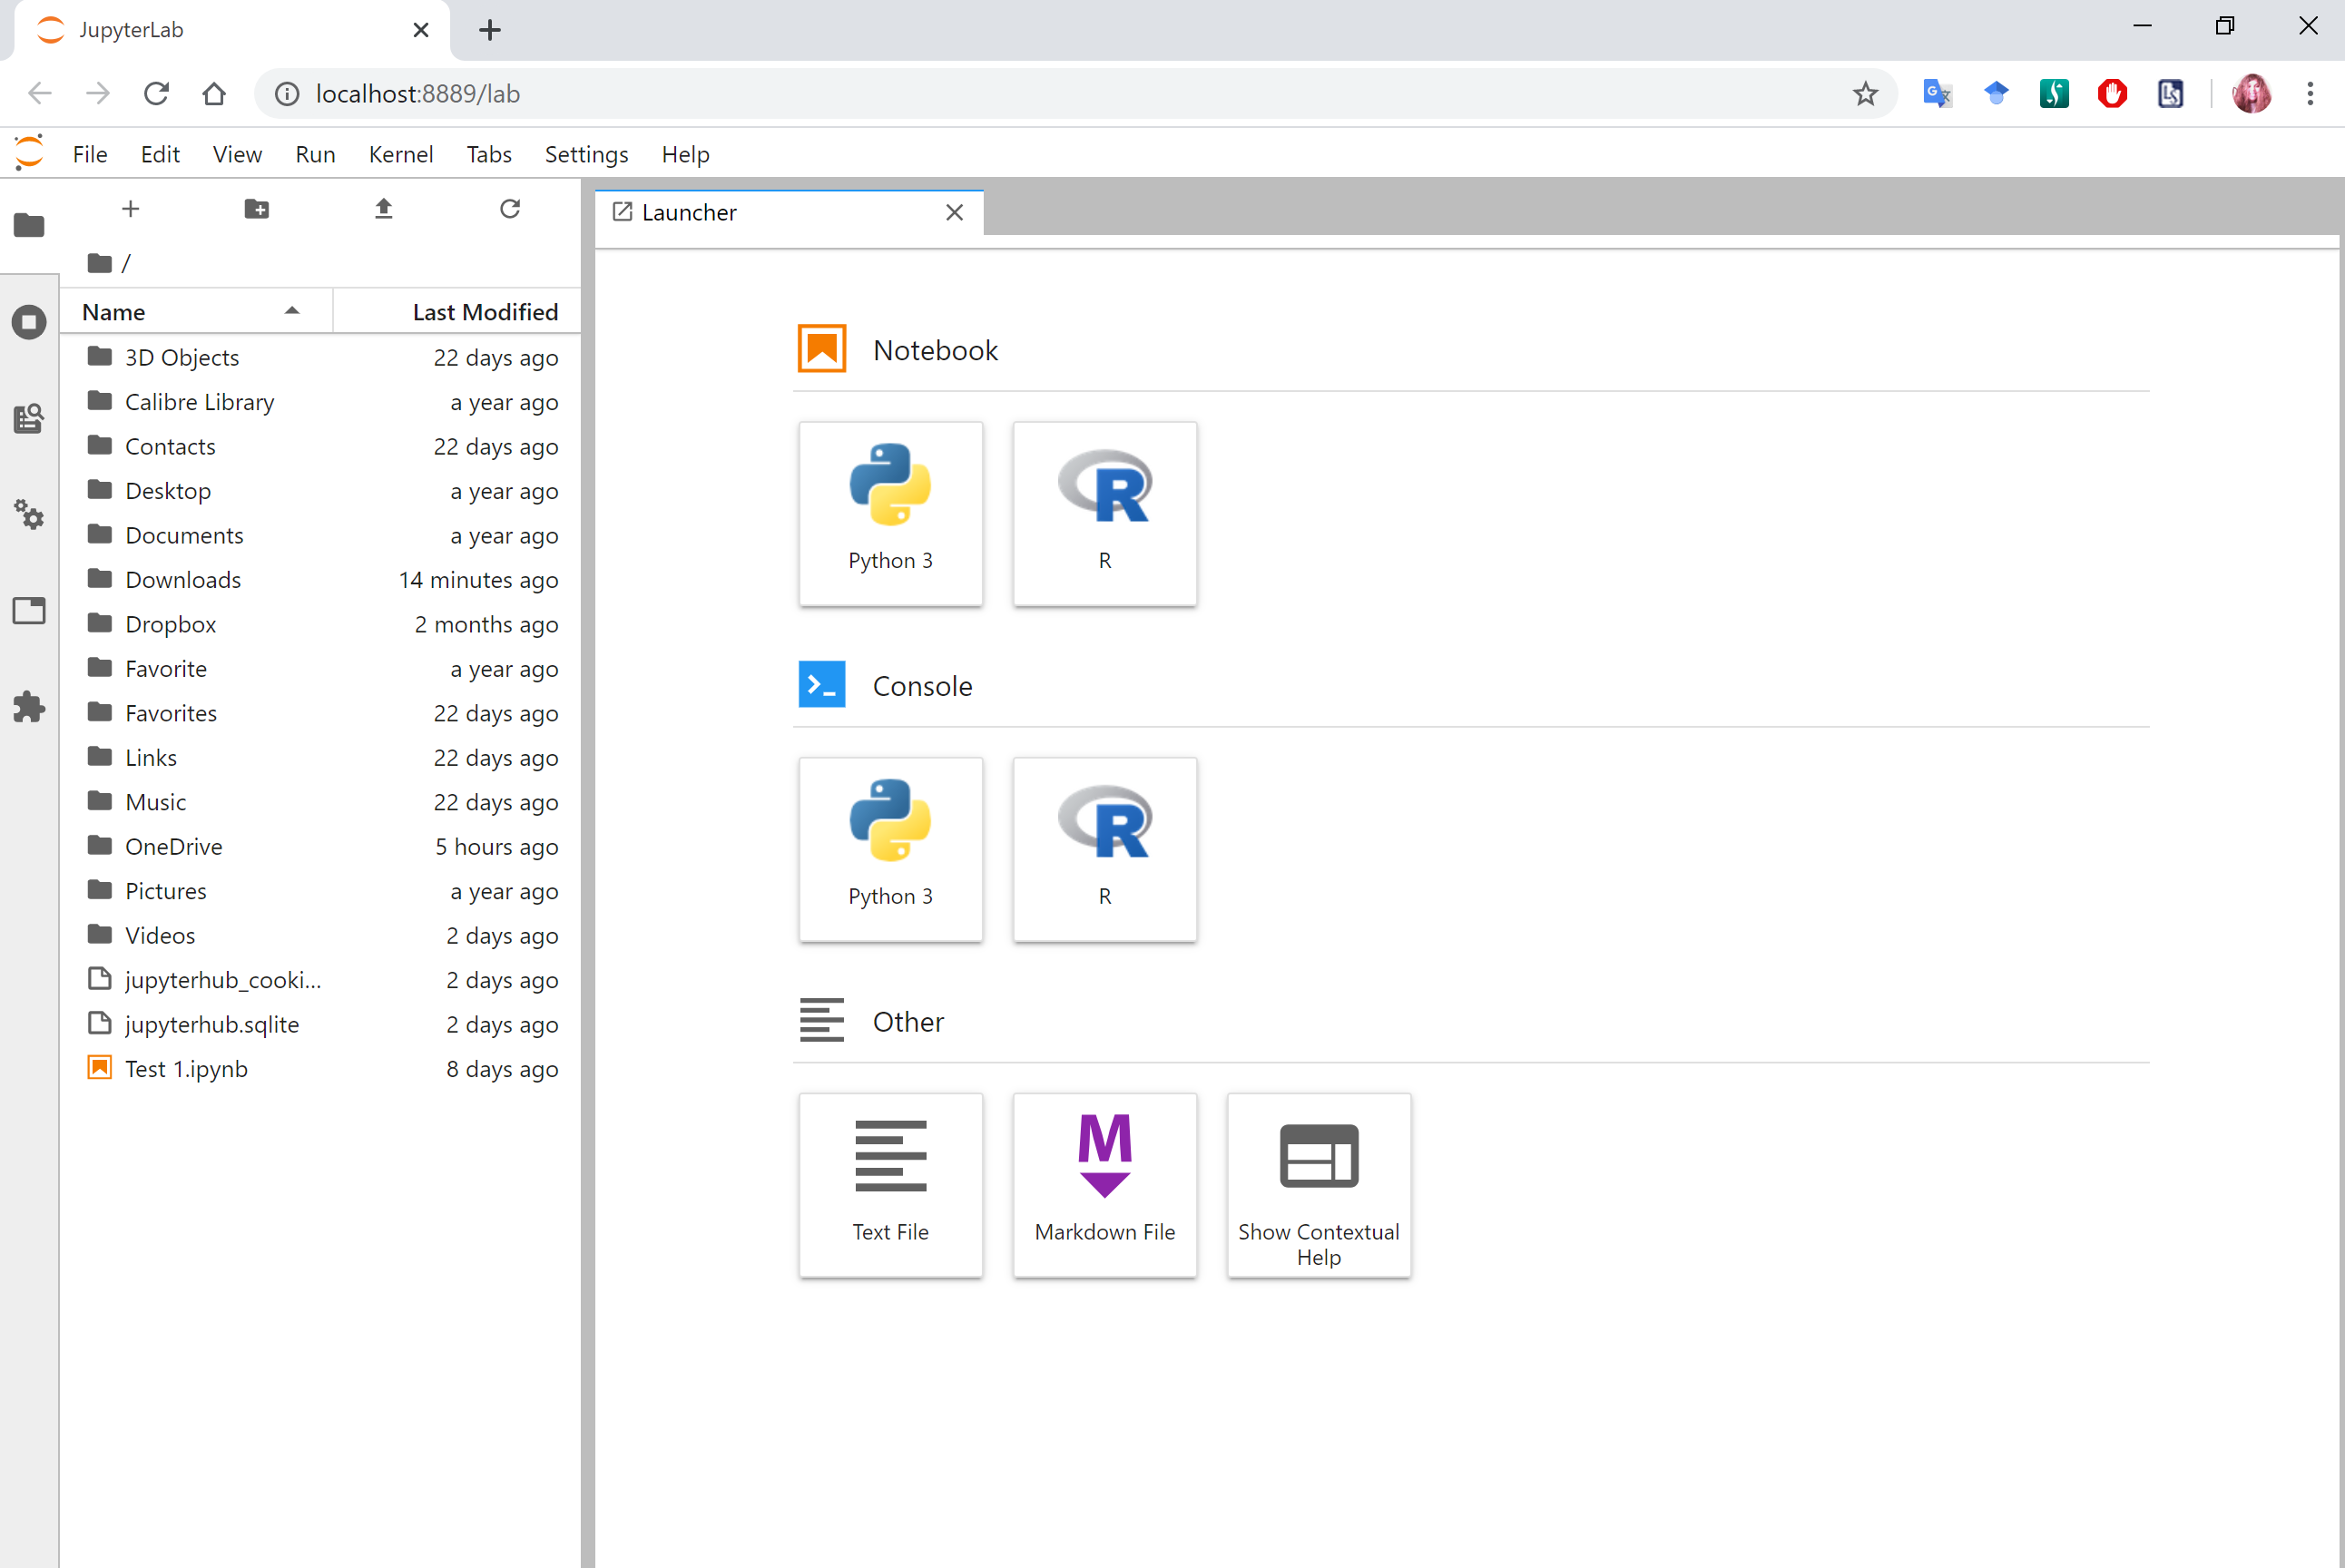 JupyterLab
localhost:8889/lab
File Edit View Run Kernel Tabs Settings Help
/
Name Last Modified
3D Objects 22 days ago
Calibre Library a year ago
Contacts 22 days ago
Desktop a year ago
Documents a year ago
Downloads 14 minutes ago
Dropbox 2 months ago
Favorite a year ago
Favorites 22 days ago
Links 22 days ago
Music 22 days ago
OneDrive 5 hours ago
Pictures a year ago
Videos 2 days ago
jupyterhub_cooki... 2 days ago
jupyterhub.sqlite 2 days ago
Test 1.ipynb 8 days ago
Launcher
Notebook
Python 3 R
Console
Python 3 R
Other
Text File Markdown File Show Contextual
Help